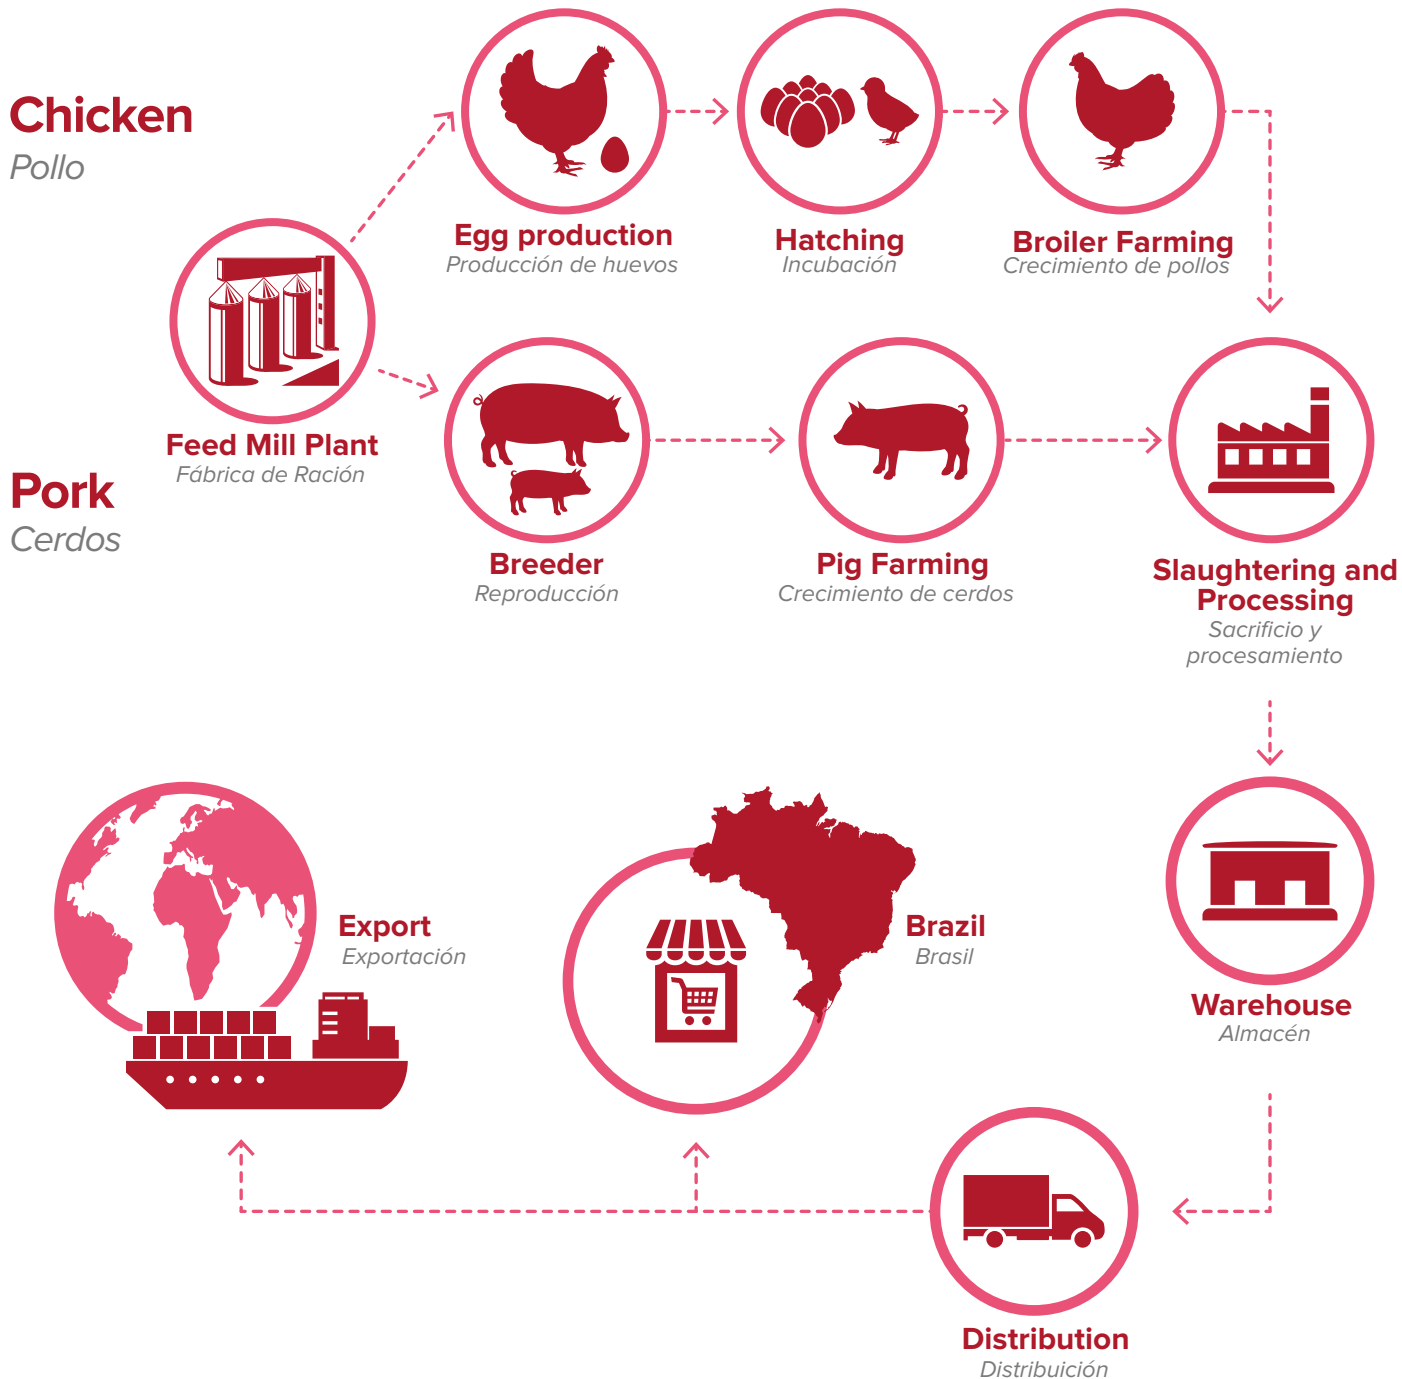 Chicken
Pollo
Egg production
Producción de huevos
Hatching
Incubación
Broiler Farming
Crecimiento de pollos
Feed Mill Plant
Fábrica de Ración
Pork
Cerdos
Breeder
Reproducción
Pig Farming
Crecimiento de cerdos
Slaughtering and
Processing
Sacrificio y
procesamiento
Export
Exportación
Brazil
Brasil
Warehouse
Almacén
Distribution
Distribuición